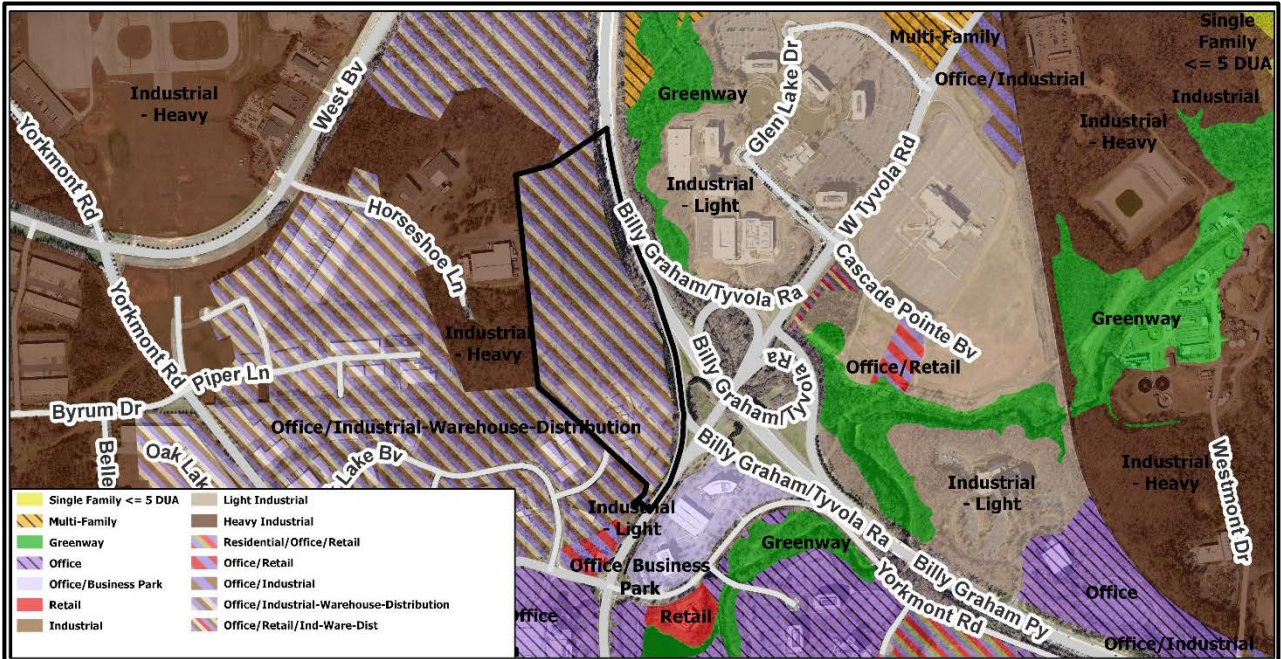 Single
Family
<= 5 DUA
Multi-Family
Glen Lake Dr
Office/Industrial
Greenway
Industrial
Industrial
- Heavy
West Bv
Industrial
- Heavy
Yorkmont Rd
W Tyvola Rd
Industrial
- Light
Horseshoe Ln
Billy Graham/Tyvola Ra
Cascade Pointe Bv
Greenway
Yorkmont Rd
Industrial
- Heavy
Tyvola
Ra
Billy Graham/Tyvola Ra
Office/Retail
Piper Ln
Byrum Dr
Office/Industrial-Warehouse-Distribution
Billy Graham/Tyvola Ra
Belle
Oak Lake
Lake Bv
Industrial
- Heavy
Westmont Dr
Industrial
- Light
Industrial
- Light
Greenway
Office/Business
Park
Billy Graham Py
Yorkmont Rd
Office
Office
Retail
Office/Industrial
Single Family <= 5 DUA
Multi-Family
Greenway
Office
Office/Business Park
Retail
Industrial
Light Industrial
Heavy Industrial
Residential/Office/Retail
Office/Retail
Office/Industrial
Office/Industrial-Warehouse-Distribution
Office/Retail/Ind-Ware-Dist